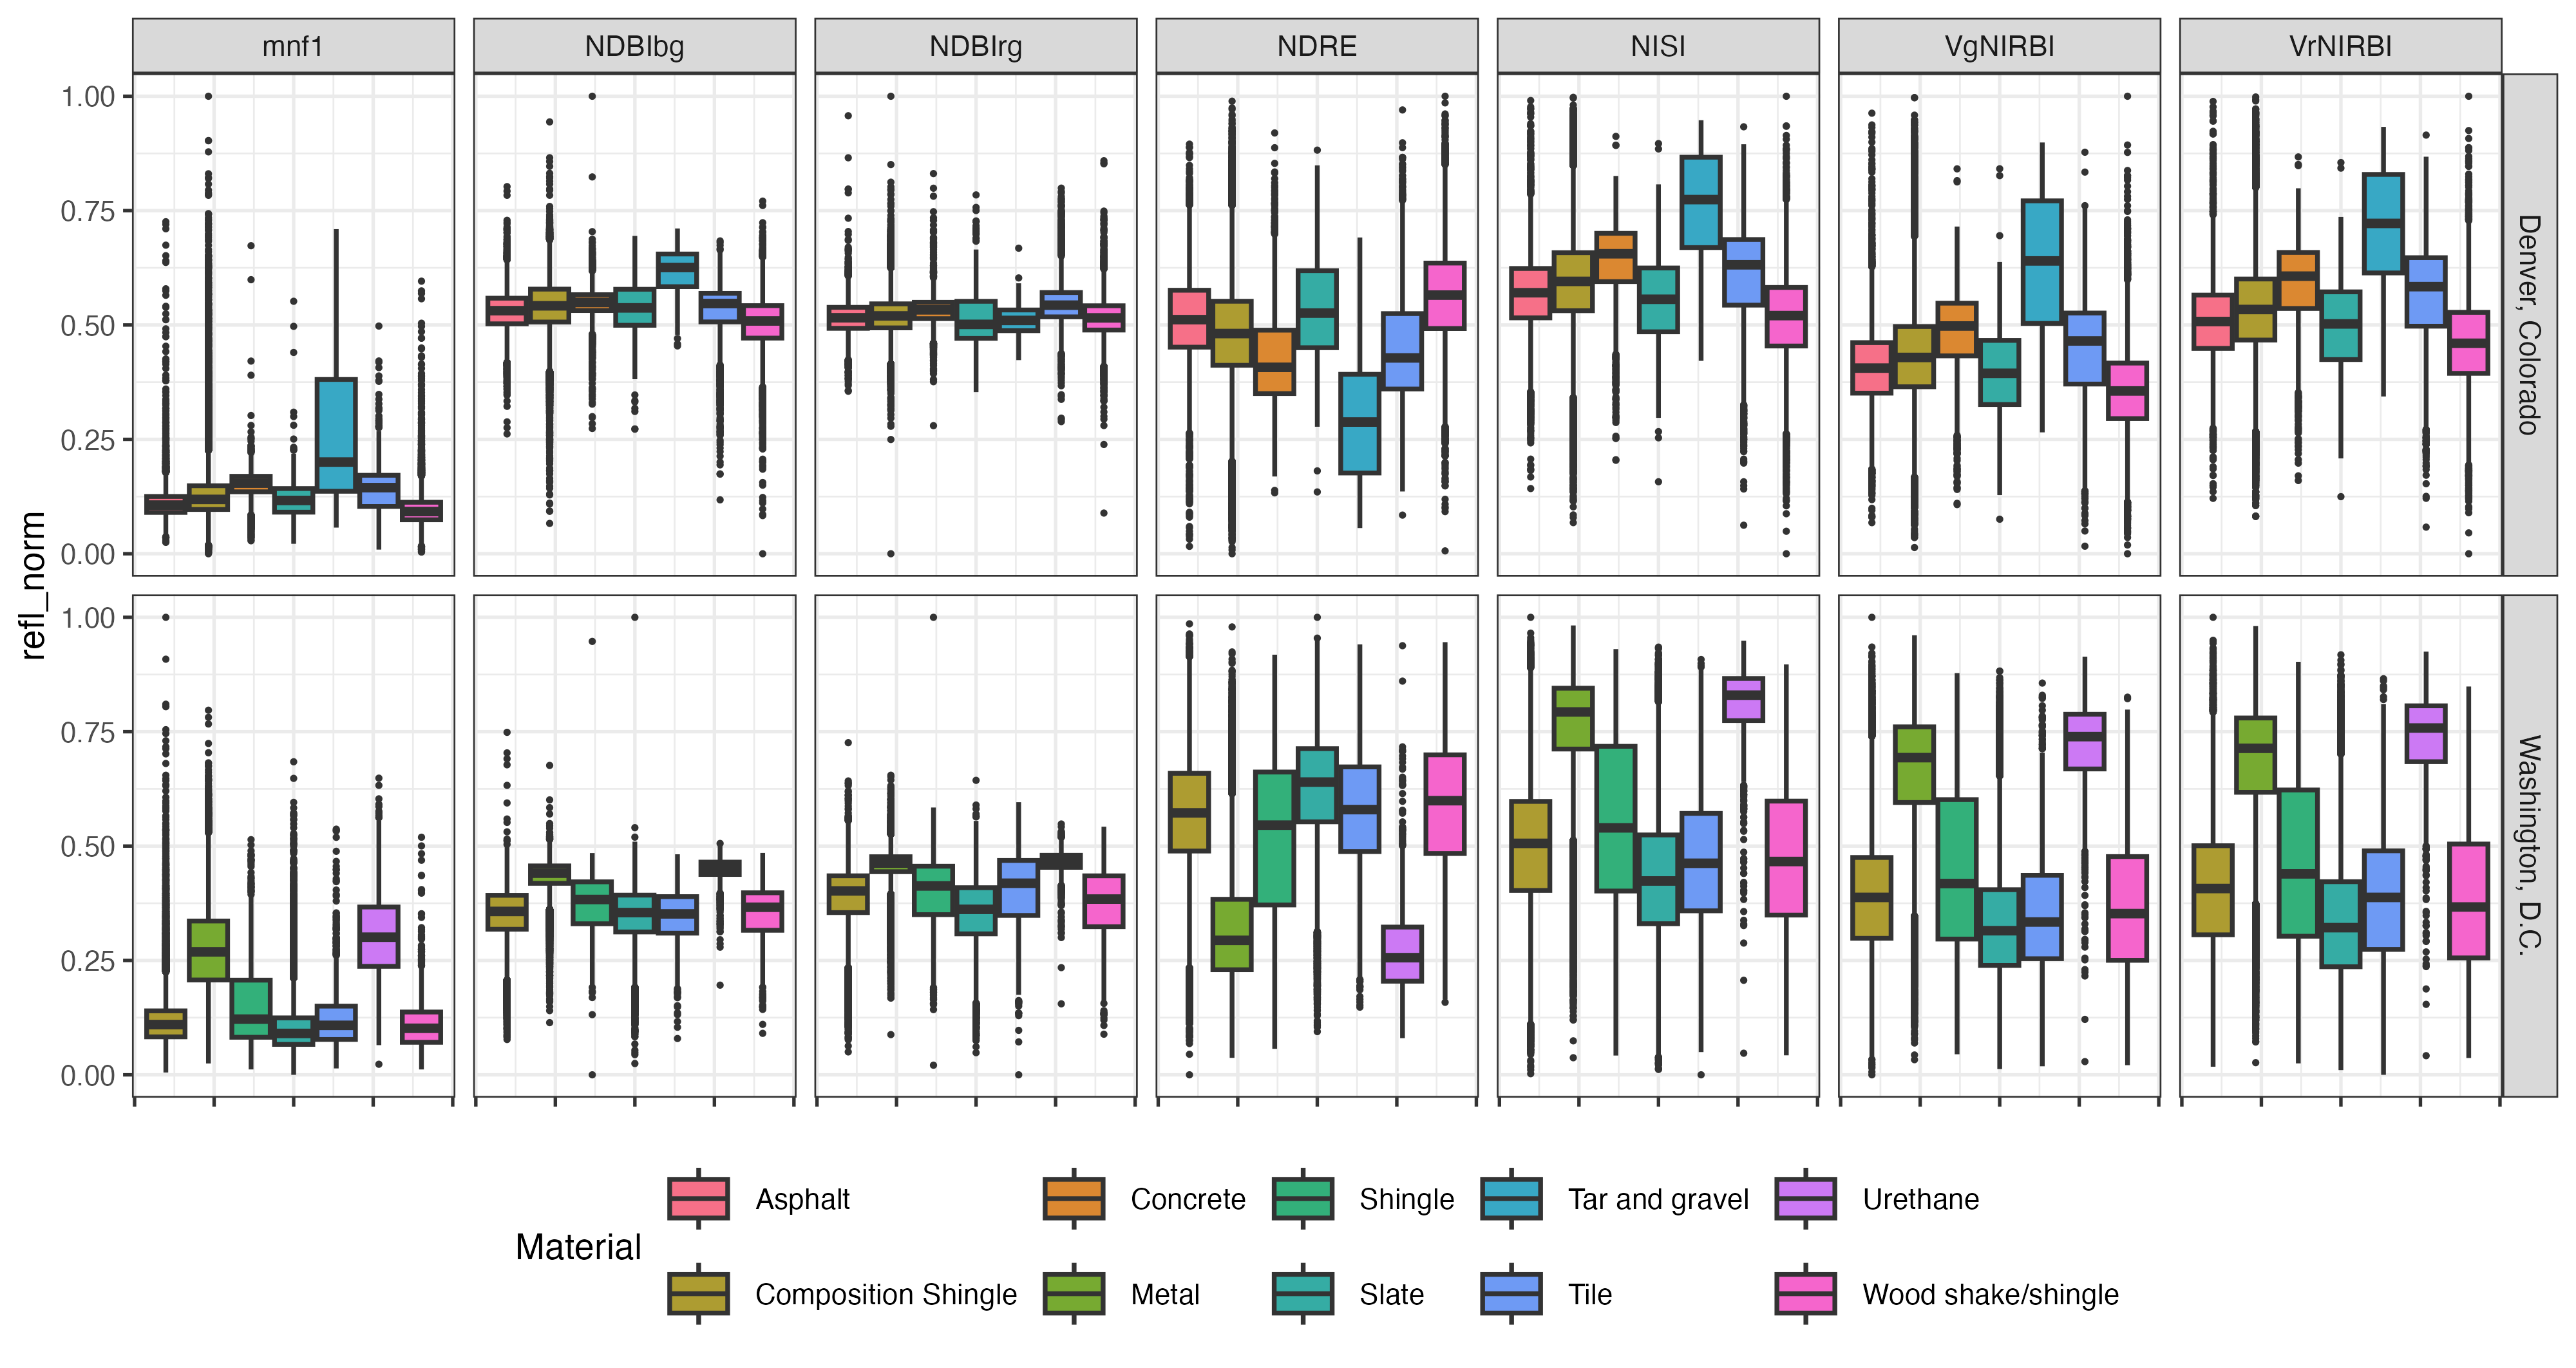 mnf1 NDBIbg NDBIrg NDRE NISI VgNIRBI VrNIRBI
1.00
0.75
0.50
0.25
0.00
Denver, Colorado
refl_norm
1.00
0.75
0.50
0.25
0.00
Washington, D.C.
Material
Asphalt Concrete Shingle Tar and gravel Urethane
Composition Shingle Metal Slate Tile Wood shake/shingle